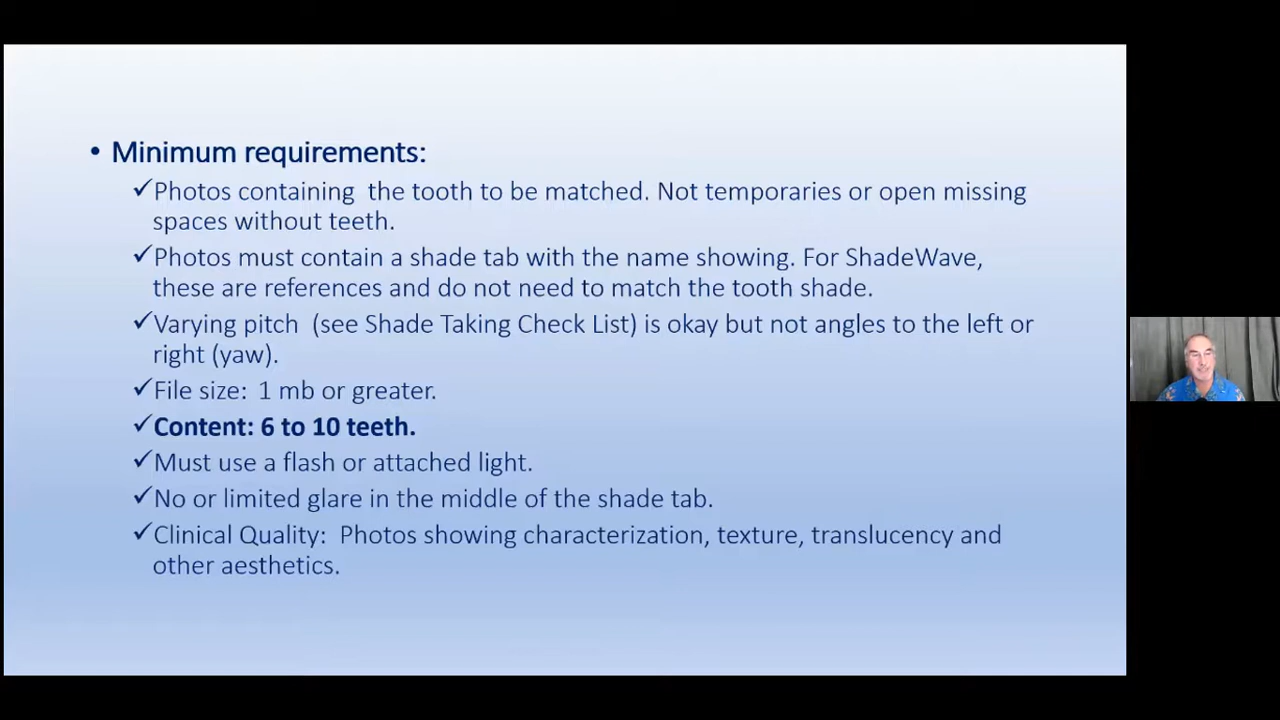 • Minimum requirements:
✓Photos containing  the tooth to be matched. Not temporaries or open missing
spaces without teeth.
✓Photos must contain a shade tab with the name showing. For ShadeWave,
these are references and do not need to match the tooth shade.
✓Varying pitch  (see Shade Taking Check List) is okay but not angles to the left or
right (yaw).
✓File size:  1 mb or greater.
✓Content: 6 to 10 teeth.
✓Must use a flash or attached light.
✓No or limited glare in the middle of the shade tab.
✓Clinical Quality:  Photos showing characterization, texture, translucency and
other aesthetics.